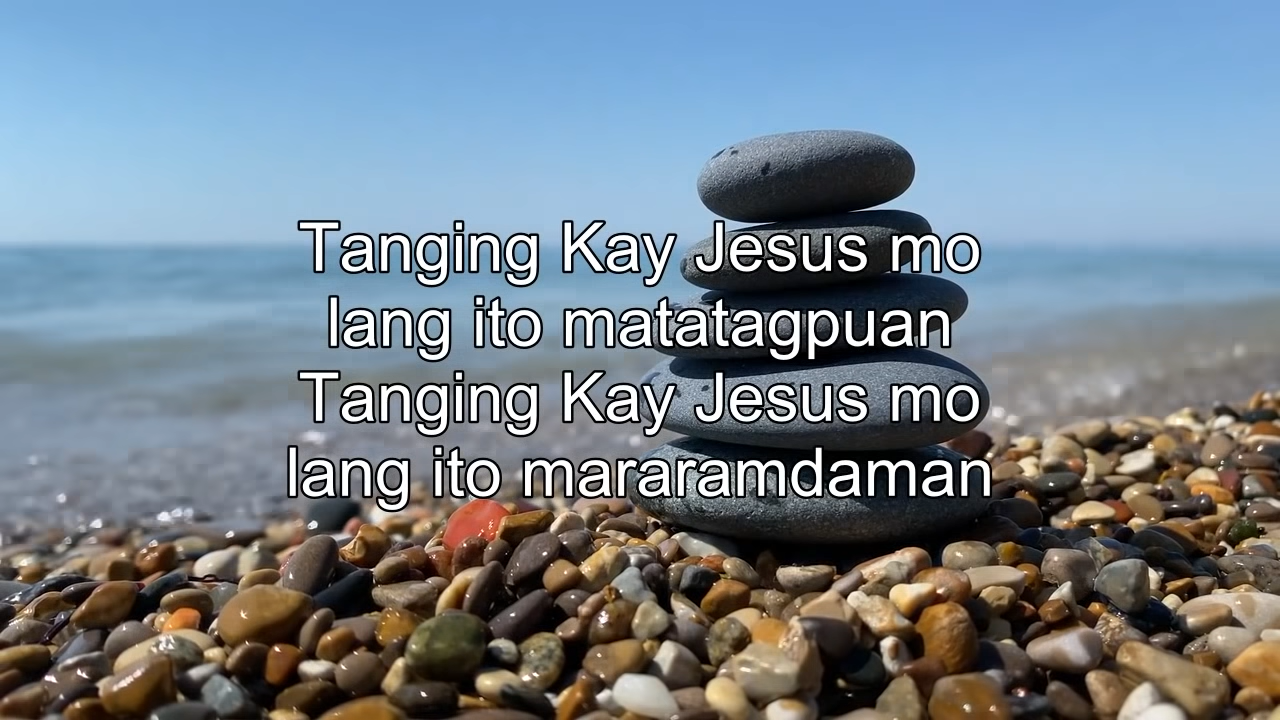 Tanging Kay Jesus mo
lang ito matatagpuan
Tanging Kay Jesus mo
lang ito mararamdaman